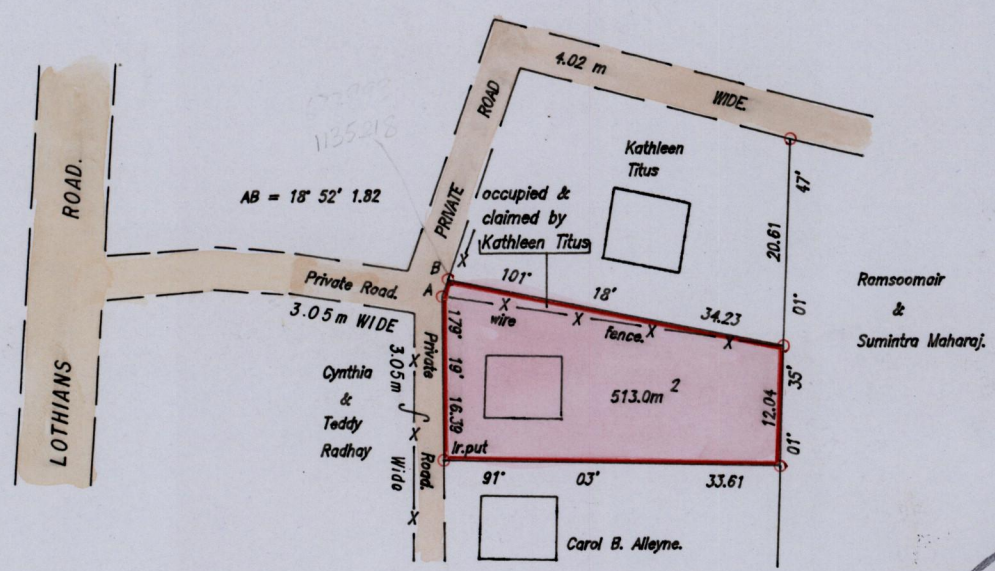 4.02 m
WIDE.
PRIVATE ROAD
LOTHIANS ROAD.
1135218
AB = 18° 52' 1.82
Kathleen
Titus
47'
20.61
01°
occupied &
claimed by
Kathleen Titus
B
A
X
101° 18' 34.23
Private Road.
3.05 m WIDE
X X X X
wire fence.
Ramsoomair
&
Sumintra Maharaj.
179° 19' 16.39
Private Road.
3.05m Wide
X X X
Cynthia
&
Teddy
Radhay
513.0m 2
35'
12.04
01°
Ir.put
91° 03' 33.61
Carol B. Alleyne.